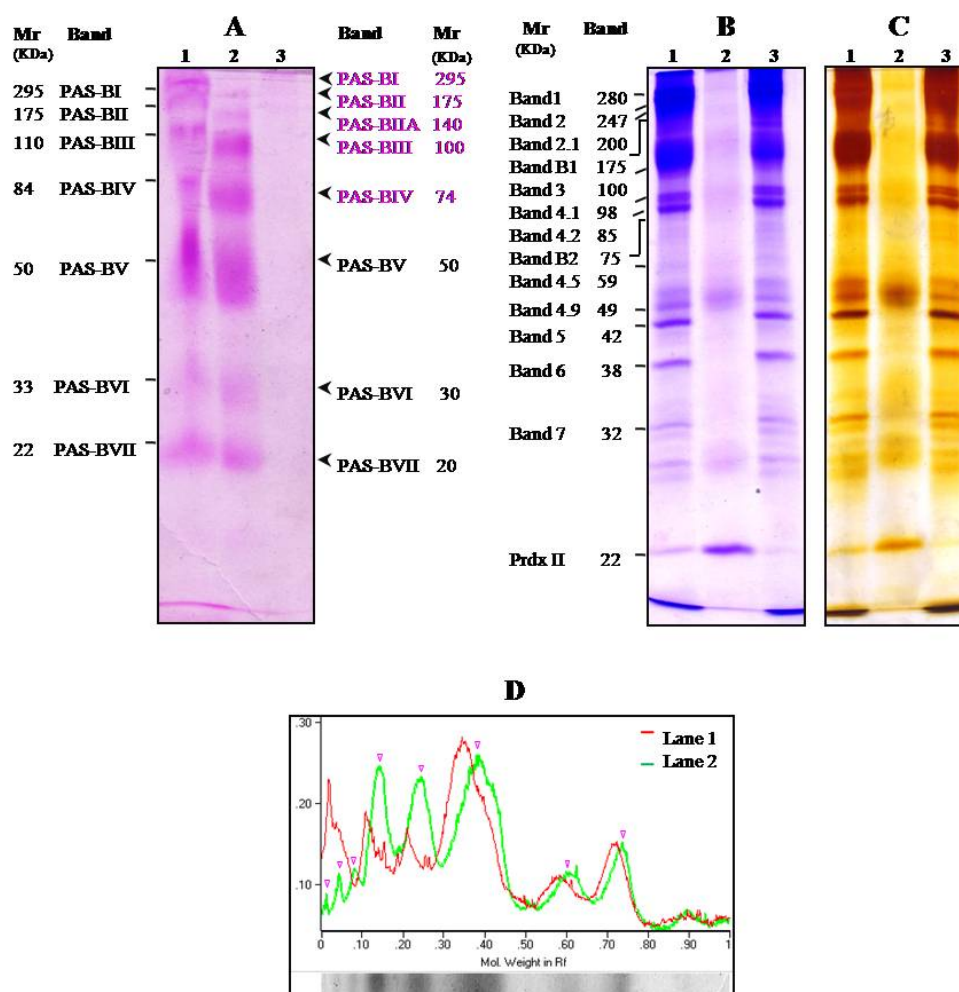 A
Mr Band Band Mr
(KDa) (KDa)
1 2 3
295 PAS-BI
175 PAS-BII
110 PAS-BIII
84 PAS-BIV
50 PAS-BV
33 PAS-BVI
22 PAS-BVII
PAS-BI 295
PAS-BII 175
PAS-BIIA 140
PAS-BIII 100
PAS-BIV 74
PAS-BV 50
PAS-BVI 30
PAS-BVII 20
B
Mr Band
(KDa)
1 2 3
Band1 280
Band 2 247
Band 2.1 200
Band B1 175
Band 3 100
Band 4.1 98
Band 4.2 85
Band B2 75
Band 4.5 59
Band 4.9 49
Band 5 42
Band 6 38
Band 7 32
Prdx II 22
C
1 2 3
D
.30
.20
.10
Lane 1
Lane 2
0 .10 .20 .30 .40 .50 .60 .70 .80 .90 1
Mol. Weight in Rf